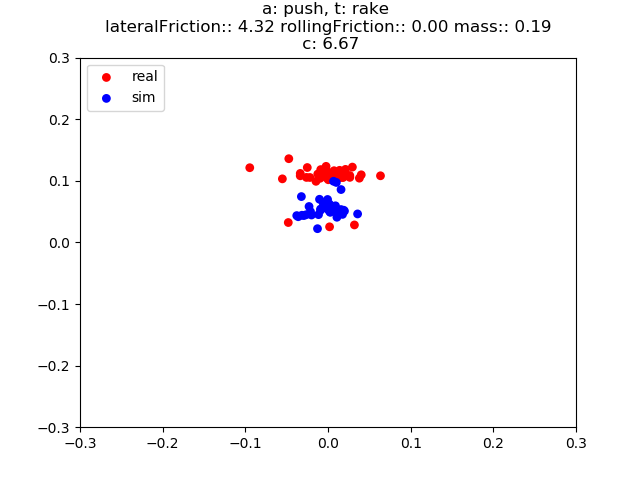 a: push, t: rake
lateralFriction:: 4.32 rollingFriction:: 0.00 mass:: 0.19
c: 6.67
real
sim
0.3
0.2
0.1
0.0
−0.1
−0.2
−0.3
−0.3 −0.2 −0.1 0.0 0.1 0.2 0.3